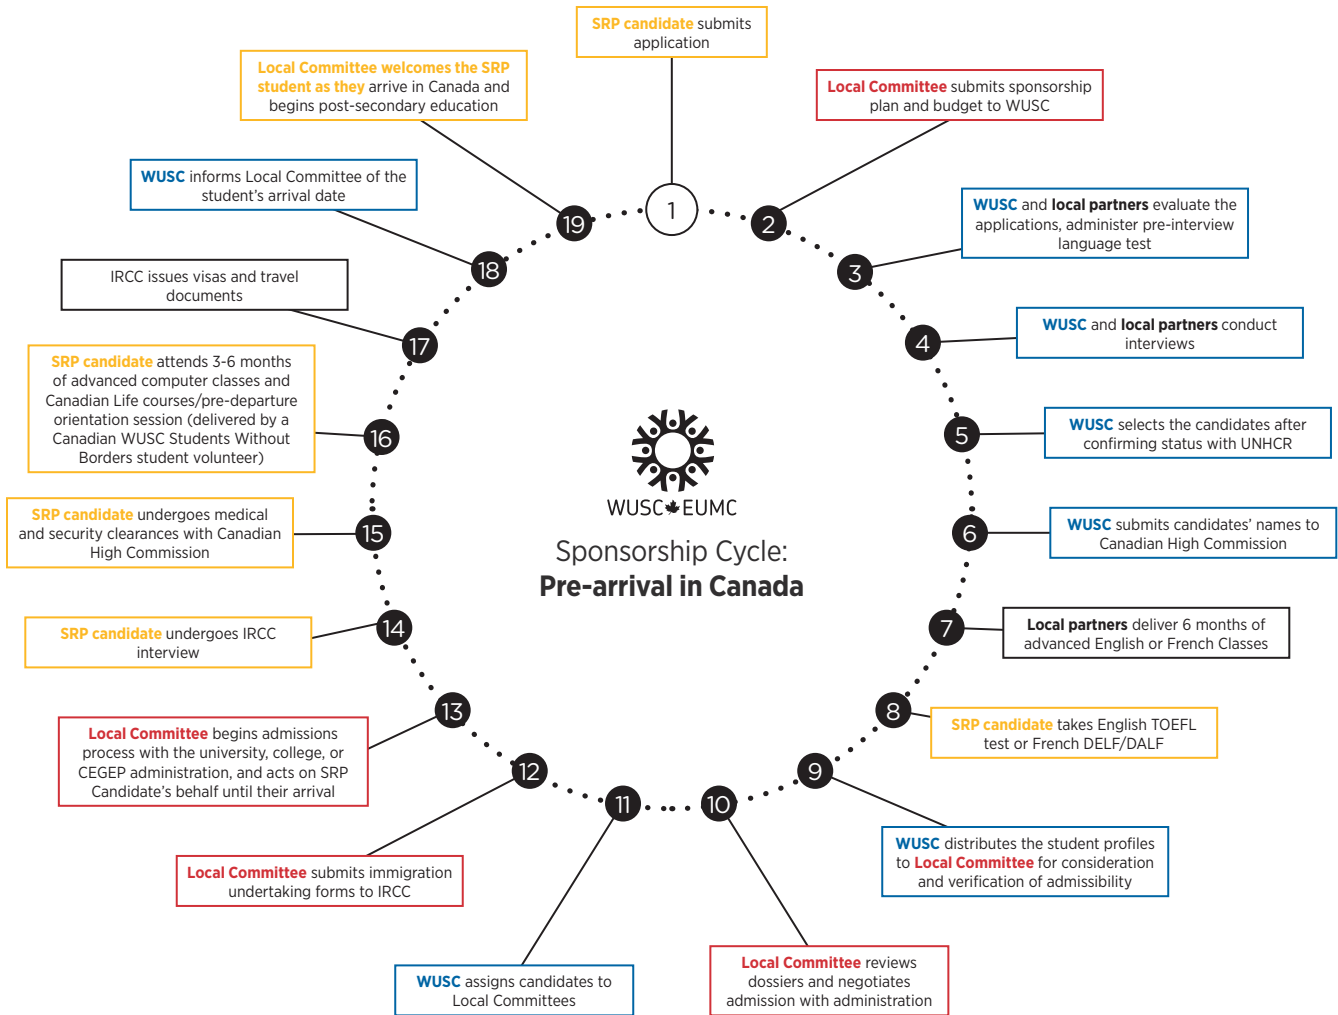 SRP candidate submits
application
1
Local Committee submits sponsorship
plan and budget to WUSC
2
WUSC and local partners evaluate the
applications, administer pre-interview
language test
3
WUSC and local partners conduct
interviews
4
WUSC selects the candidates after
confirming status with UNHCR
5
WUSC submits candidates’ names to
Canadian High Commission
6
Local partners deliver 6 months of
advanced English or French Classes
7
SRP candidate takes English TOEFL
test or French DELF/DALF
8
WUSC distributes the student profiles
to Local Committee for consideration
and verification of admissibility
9
Local Committee reviews
dossiers and negotiates
admission with administration
10
WUSC assigns candidates to
Local Committees
11
Local Committee submits immigration
undertaking forms to IRCC
12
Local Committee begins admissions
process with the university, college, or
CEGEP administration, and acts on SRP
Candidate’s behalf until their arrival
13
SRP candidate undergoes IRCC
interview
14
SRP candidate undergoes medical
and security clearances with Canadian
High Commission
15
SRP candidate attends 3-6 months
of advanced computer classes and
Canadian Life courses/pre-departure
orientation session (delivered by a
Canadian WUSC Students Without
Borders student volunteer)
16
IRCC issues visas and travel
documents
17
WUSC informs Local Committee of the
student’s arrival date
18
Local Committee welcomes the SRP
student as they arrive in Canada and
begins post-secondary education
19
WUSC EUMC
Sponsorship Cycle:
Pre-arrival in Canada